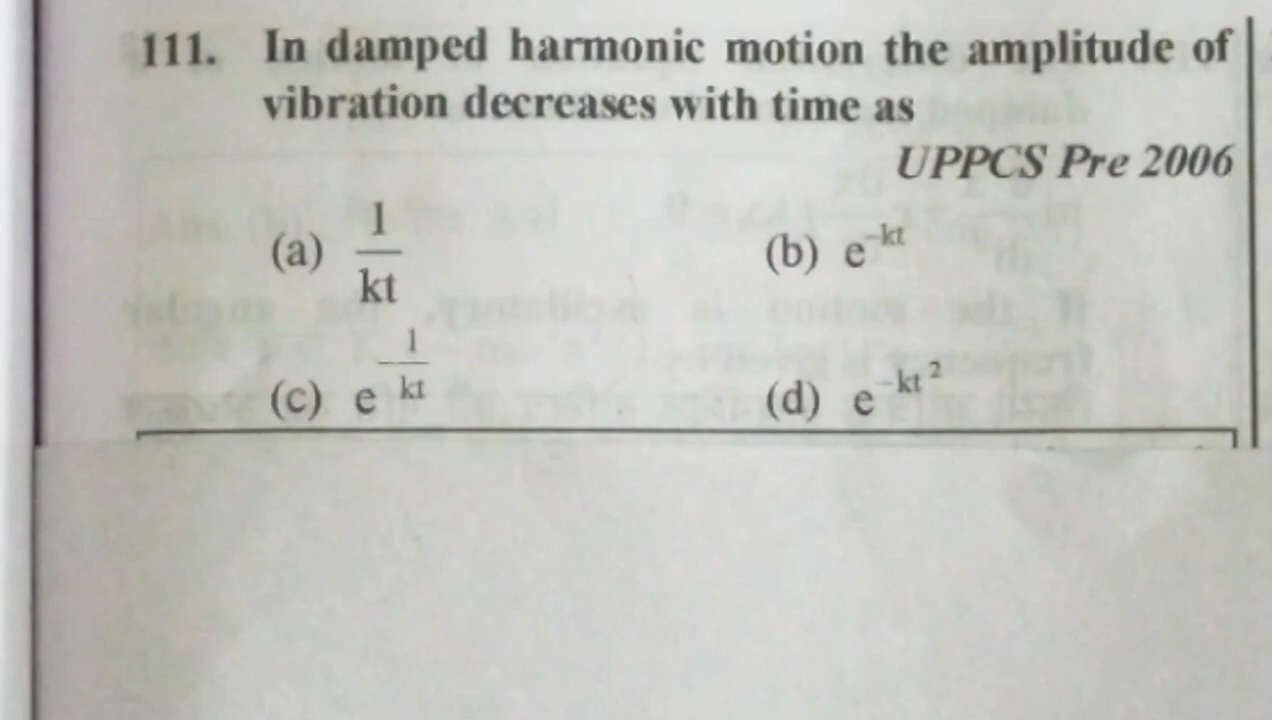 111. In damped harmonic motion the amplitude of
vibration decreases with time as
UPPCS Pre 2006
(a) 1/kt (b) e^-kt
(c) e^-1/kt (d) e^-kt^2